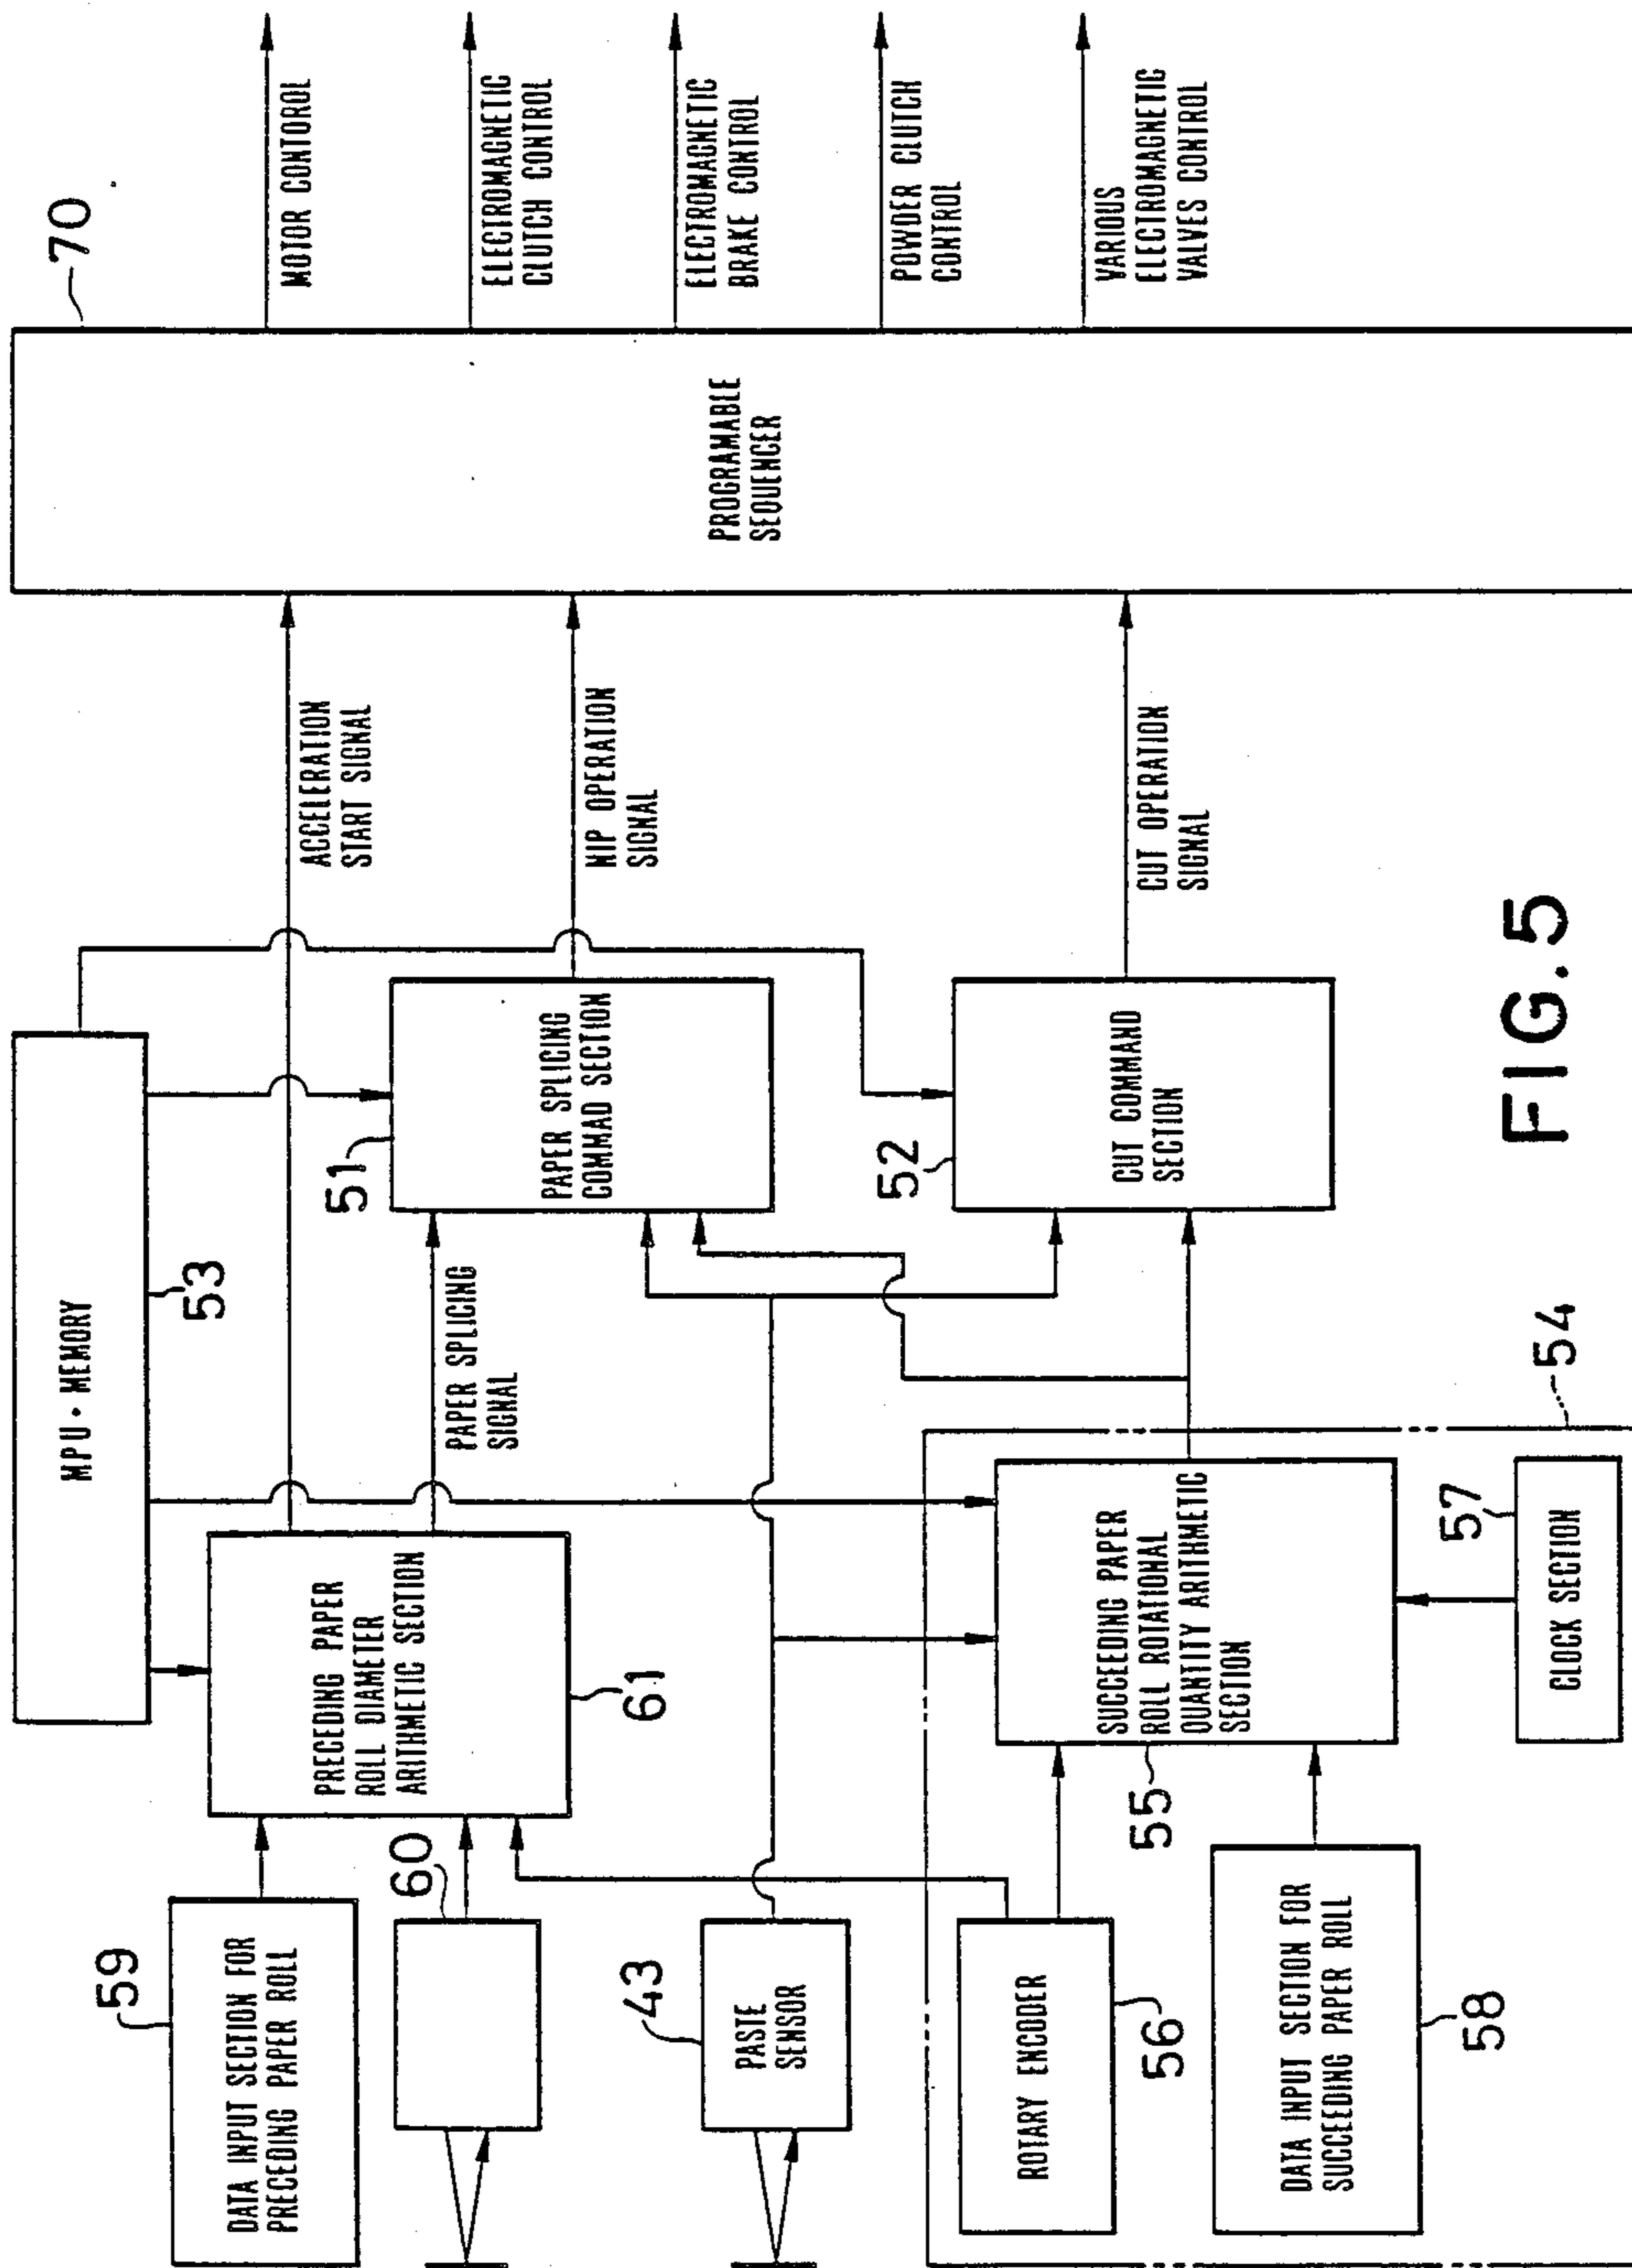 MPU・MEMORY
53
59
DATA INPUT SECTION FOR
PRECEDING PAPER ROLL
60
PRECEDING PAPER
ROLL DIAMETER
ARITHMETIC SECTION
61
ACCELERATION
START SIGNAL
PAPER SPLICING
SIGNAL
51
PAPER SPLICING
COMMAD SECTION
NIP OPERATION
SIGNAL
43
PASTE
SENSOR
52
CUT COMMAND
SECTION
CUT OPERATION
SIGNAL
54
ROTARY ENCODER
56
SUCCEEDING PAPER
ROLL ROTATIONAL
QUANTITY ARITHMETIC
SECTION
55
DATA INPUT SECTION FOR
SUCCEEDING PAPER ROLL
58
57
CLOCK SECTION
PROGRAMABLE
SEQUENCER
70
MOTOR CONTOROL
ELECTROMAGNETIC
CLUTCH CONTROL
ELECTROMAGNETIC
BRAKE CONTROL
POWDER CLUTCH
CONTROL
VARIOUS
ELECTROMAGNETIC
VALVES CONTROL
FIG.5